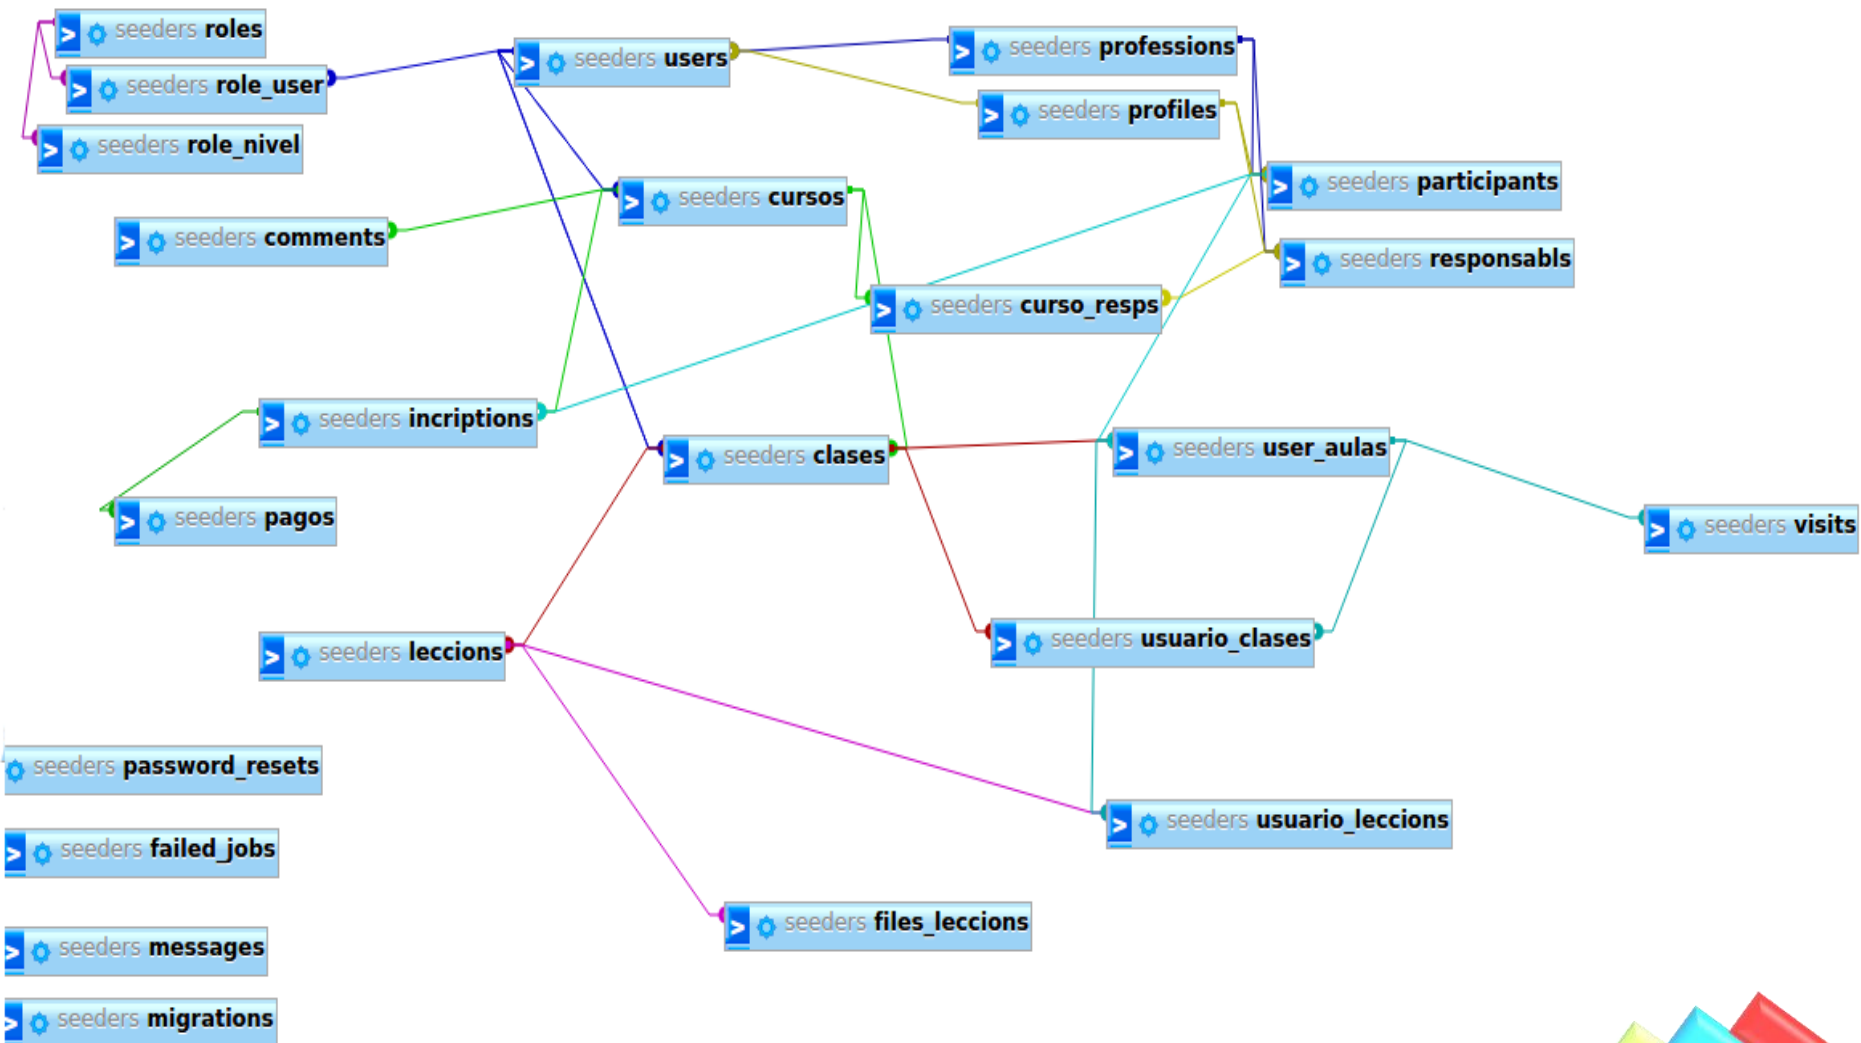 seeders roles
seeders role_user
seeders role_nivel
seeders users
seeders professions
seeders profiles
seeders participants
seeders cursos
seeders comments
seeders responsabls
seeders curso_resps
seeders incriptions
seeders clases
seeders user_aulas
seeders pagos
seeders visits
seeders leccions
seeders usuario_clases
seeders password_resets
seeders failed_jobs
seeders usuario_leccions
seeders files_leccions
seeders messages
seeders migrations